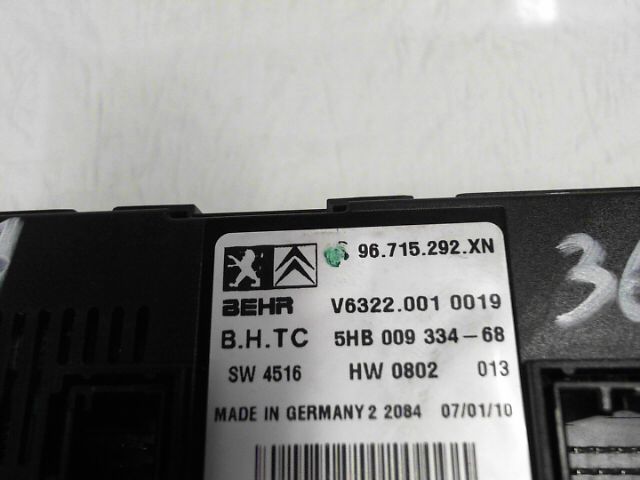 96.715.292.XN
BEHR V6322.001 0019
B.H.TC 5HB 009 334-68
SW 4516 HW 0802 013
MADE IN GERMANY 2 2084 07/01/10